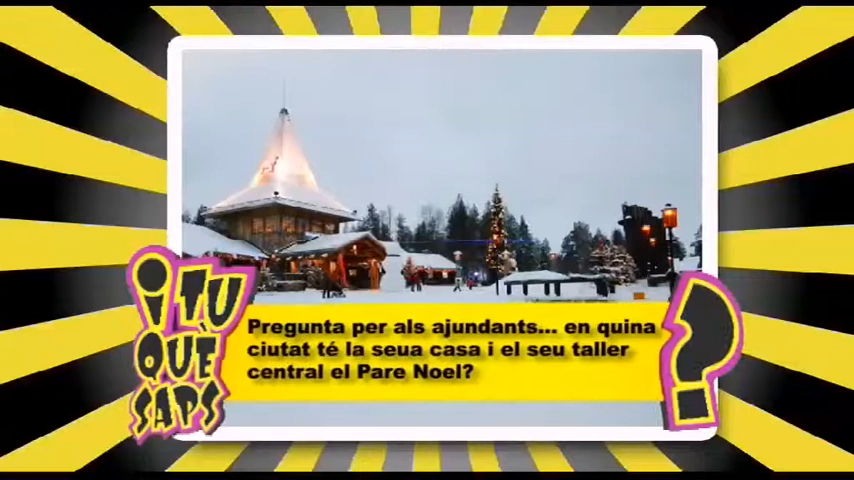 ¡I TU
QUÈ
SAPS
?
Pregunta per als ajundants... en quina
ciutat té la seua casa i el seu taller
central el Pare Noel?